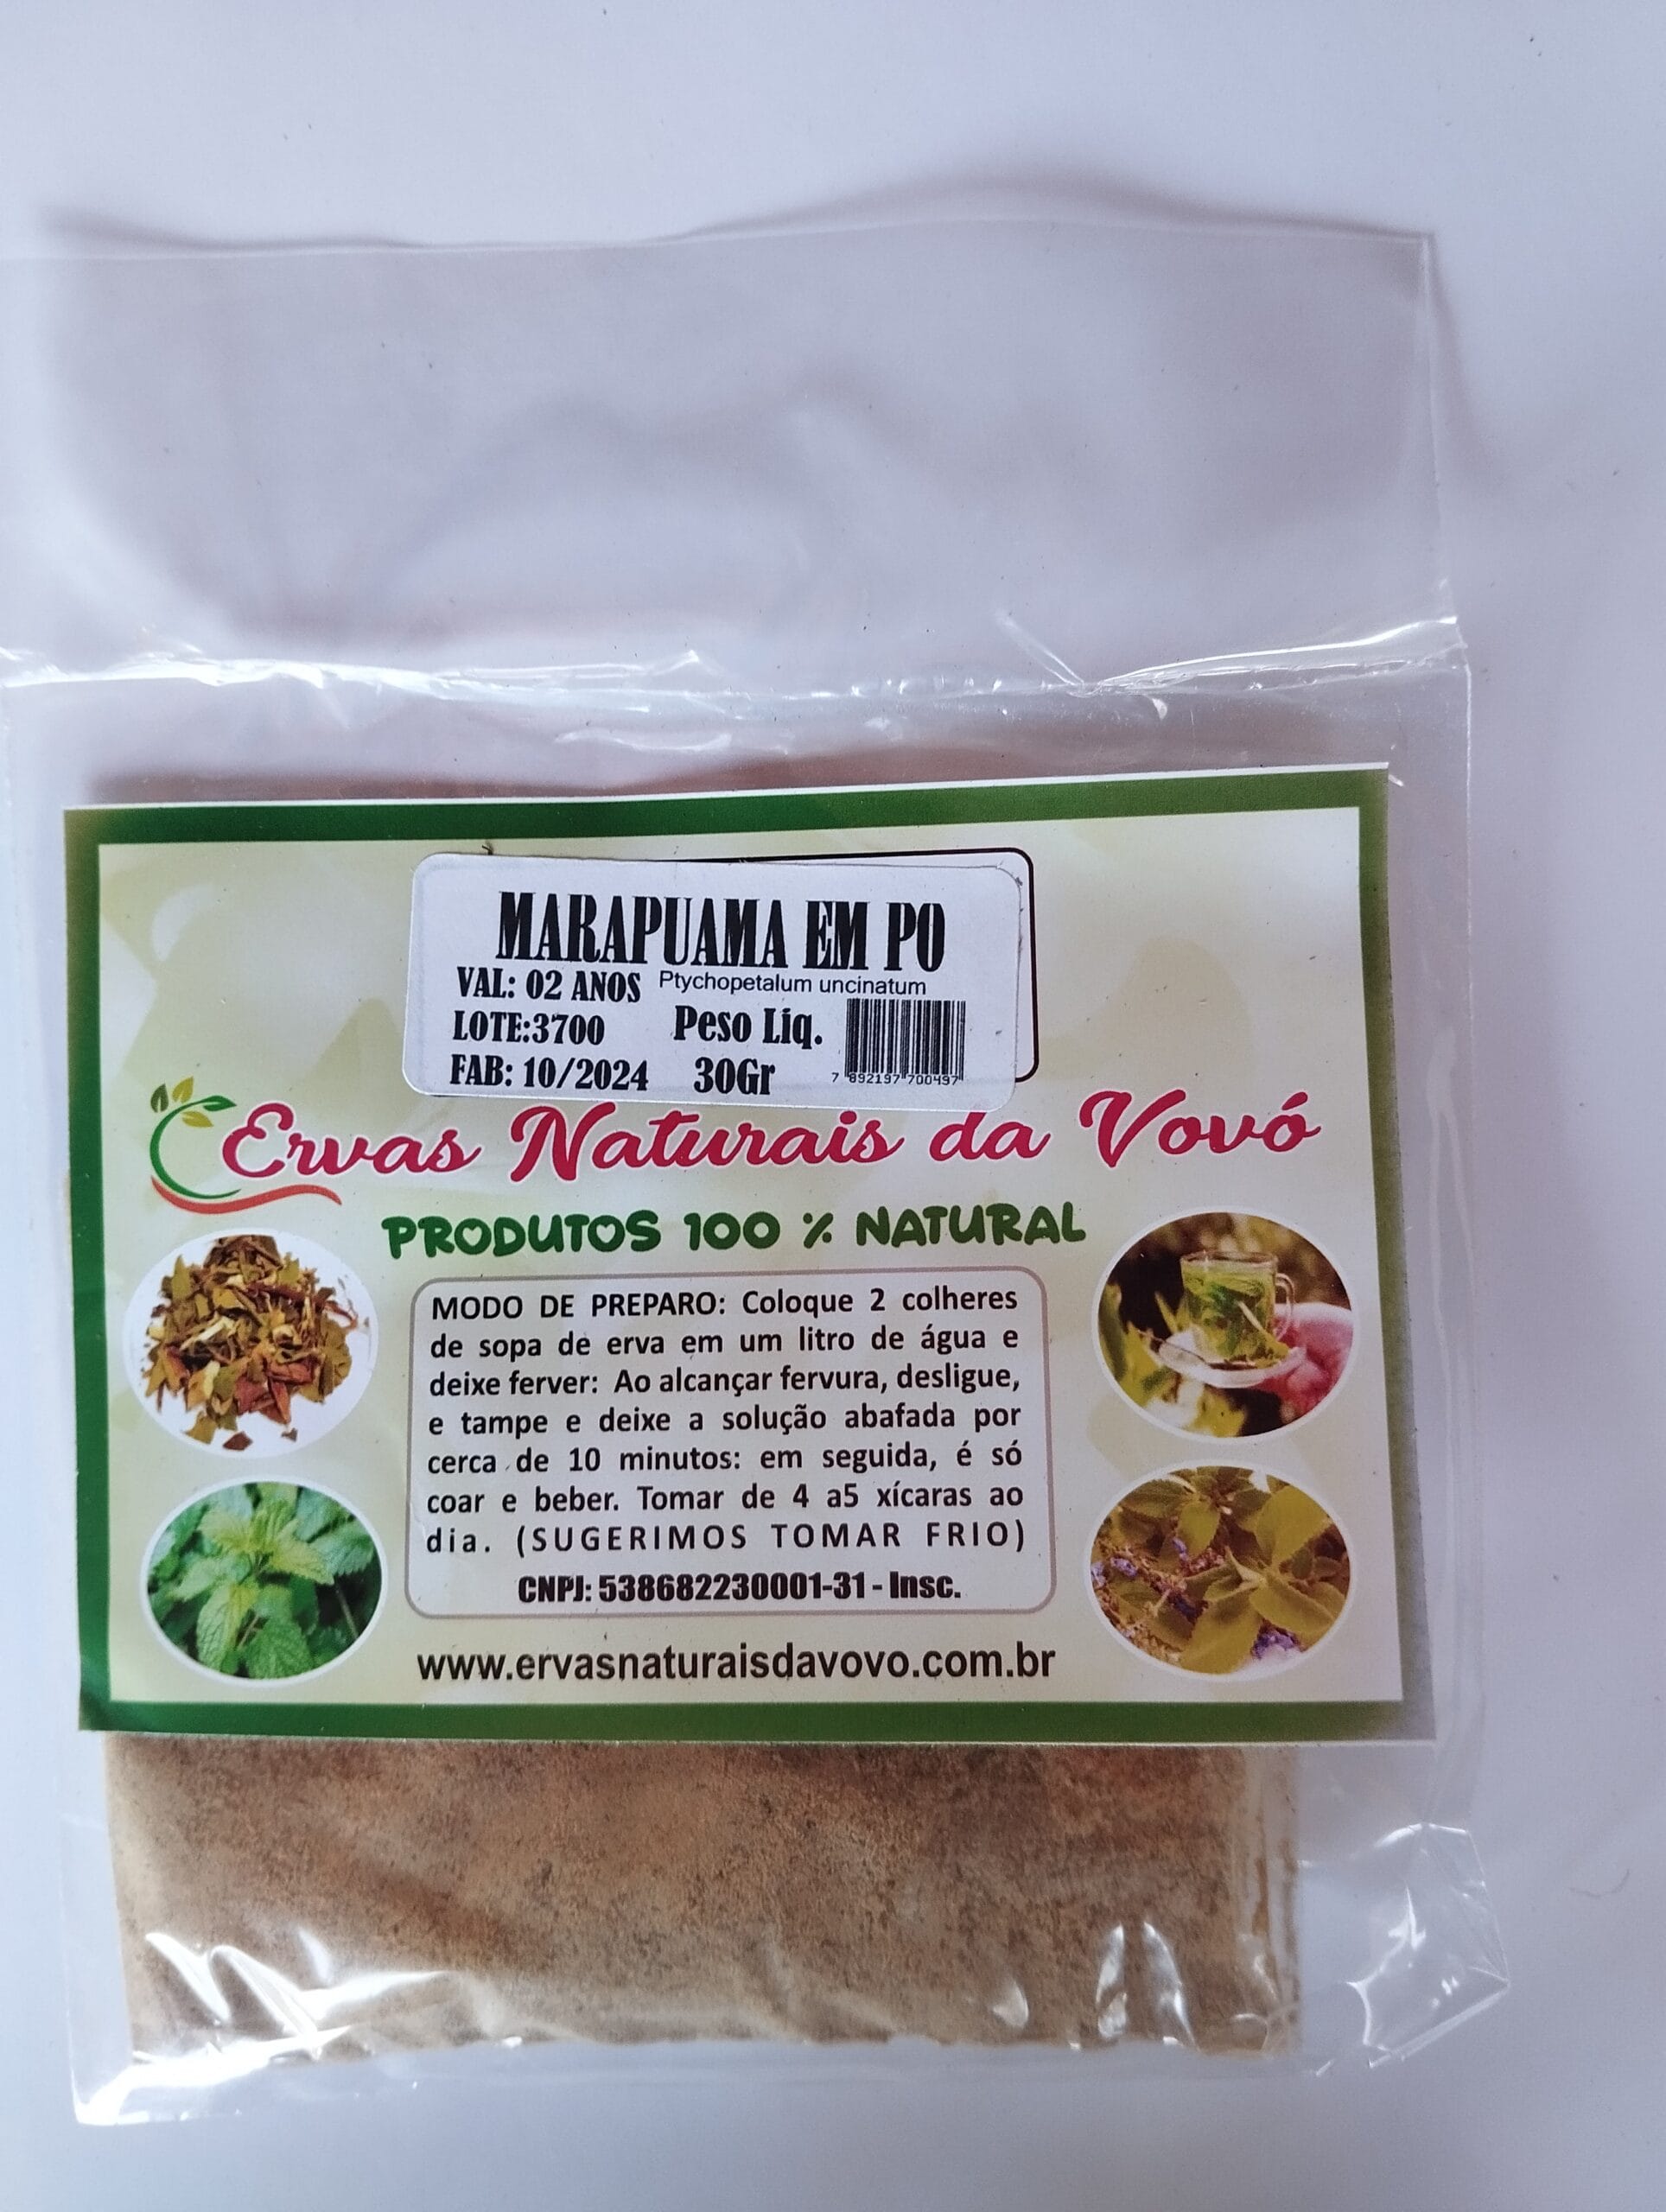 MARAPUAMA EM PO
VAL: 02 ANOS Ptychopetalum uncinatum
LOTE:3700 Peso Liq.
FAB: 10/2024 30Gr
7 892197 700497
Ervas Naturais da Vovó
PRODUTOS 100 % NATURAL
MODO DE PREPARO: Coloque 2 colheres
de sopa de erva em um litro de água e
deixe ferver: Ao alcançar fervura, desligue,
e tampe e deixe a solução abafada por
cerca de 10 minutos: em seguida, é só
coar e beber. Tomar de 4 a5 xícaras ao
dia. (SUGERIMOS TOMAR FRIO)
CNPJ: 538682230001-31 - Insc.
www.ervasnaturaisdavovo.com.br